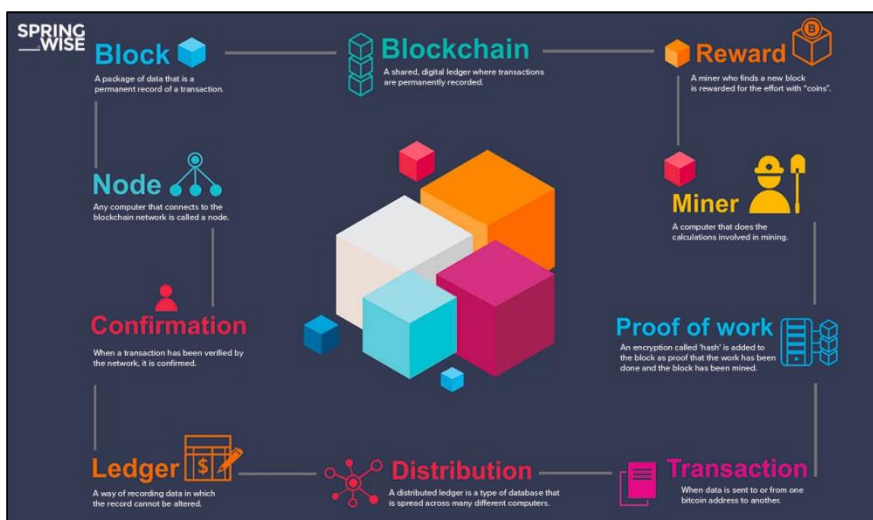 SPRING
WISE
Block
A package of data that is a
permanent record of a transaction.
Blockchain
A shared, digital ledger where transactions
are permanently recorded.
Reward
A miner who finds a new block
is rewarded for the effort with “coins”.
Node
Any computer that connects to the
blockchain network is called a node.
Miner
A computer that does the
calculations involved in mining.
Confirmation
When a transaction has been verified by
the network, it is confirmed.
Proof of work
An encryption called ‘hash’ is added to
the block as proof that the work has been
done and the block has been mined.
Ledger
A way of recording data in which
the record cannot be altered.
Distribution
A distributed ledger is a type of database that
is spread across many different computers.
Transaction
When data is sent to or from one
bitcoin address to another.